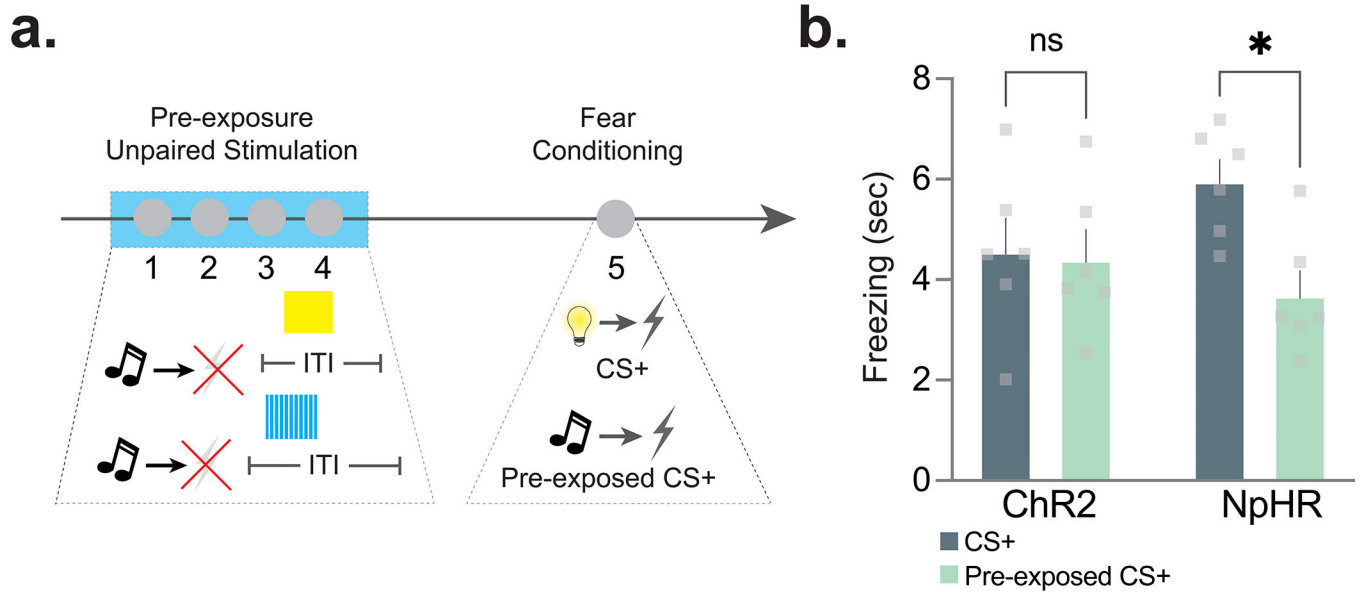 a.
Pre-exposure
Unpaired Stimulation
Fear
Conditioning
1 2 3 4
5
ITI
ITI
CS+
Pre-exposed CS+
b.
ns
*
Freezing (sec)
8
6
4
2
0
ChR2
NpHR
CS+
Pre-exposed CS+